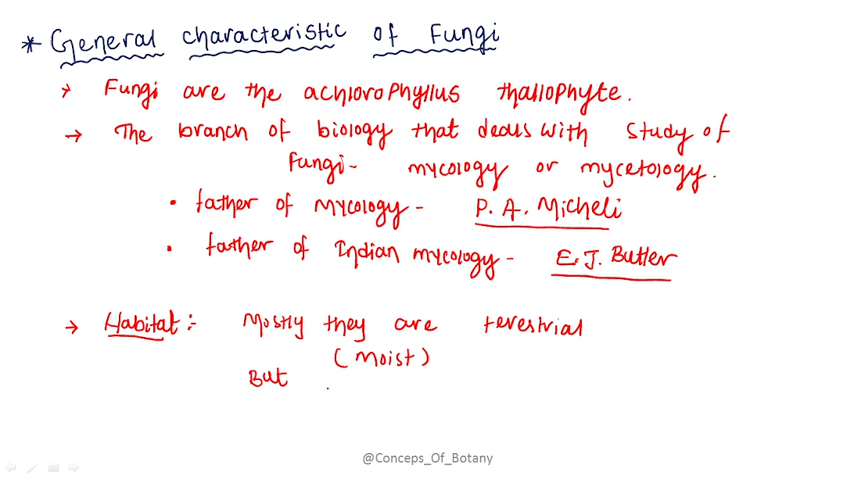 * General characteristic of Fungi
→ Fungi are the achlorophyllus thallophyte.
→ The branch of biology that deals with study of
Fungi - mycology or mycetology.
• father of Mycology - P. A. Micheli
• father of Indian mycology - E. J. Butler
→ Habitat :- Mostly they are terestrial
(Moist)
But
@Conceps_Of_Botany